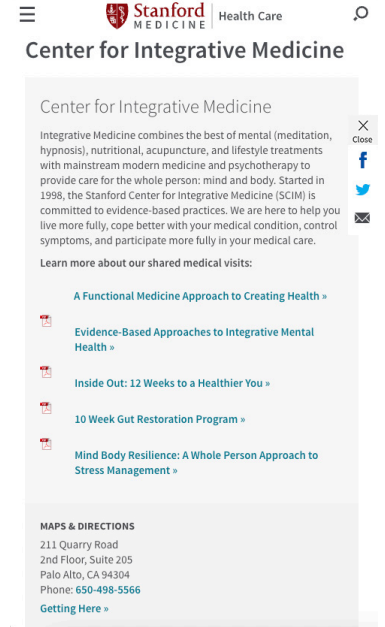 Stanford
MEDICINE
Health Care
Center for Integrative Medicine
Center for Integrative Medicine
Integrative Medicine combines the best of mental (meditation,
hypnosis), nutritional, acupuncture, and lifestyle treatments
with mainstream modern medicine and psychotherapy to
provide care for the whole person: mind and body. Started in
1998, the Stanford Center for Integrative Medicine (SCIM) is
committed to evidence-based practices. We are here to help you
live more fully, cope better with your medical condition, control
symptoms, and participate more fully in your medical care.
Close
Learn more about our shared medical visits:
A Functional Medicine Approach to Creating Health »
Evidence-Based Approaches to Integrative Mental
Health »
Inside Out: 12 Weeks to a Healthier You »
10 Week Gut Restoration Program »
Mind Body Resilience: A Whole Person Approach to
Stress Management »
MAPS & DIRECTIONS
211 Quarry Road
2nd Floor, Suite 205
Palo Alto, CA 94304
Phone: 650-498-5566
Getting Here »